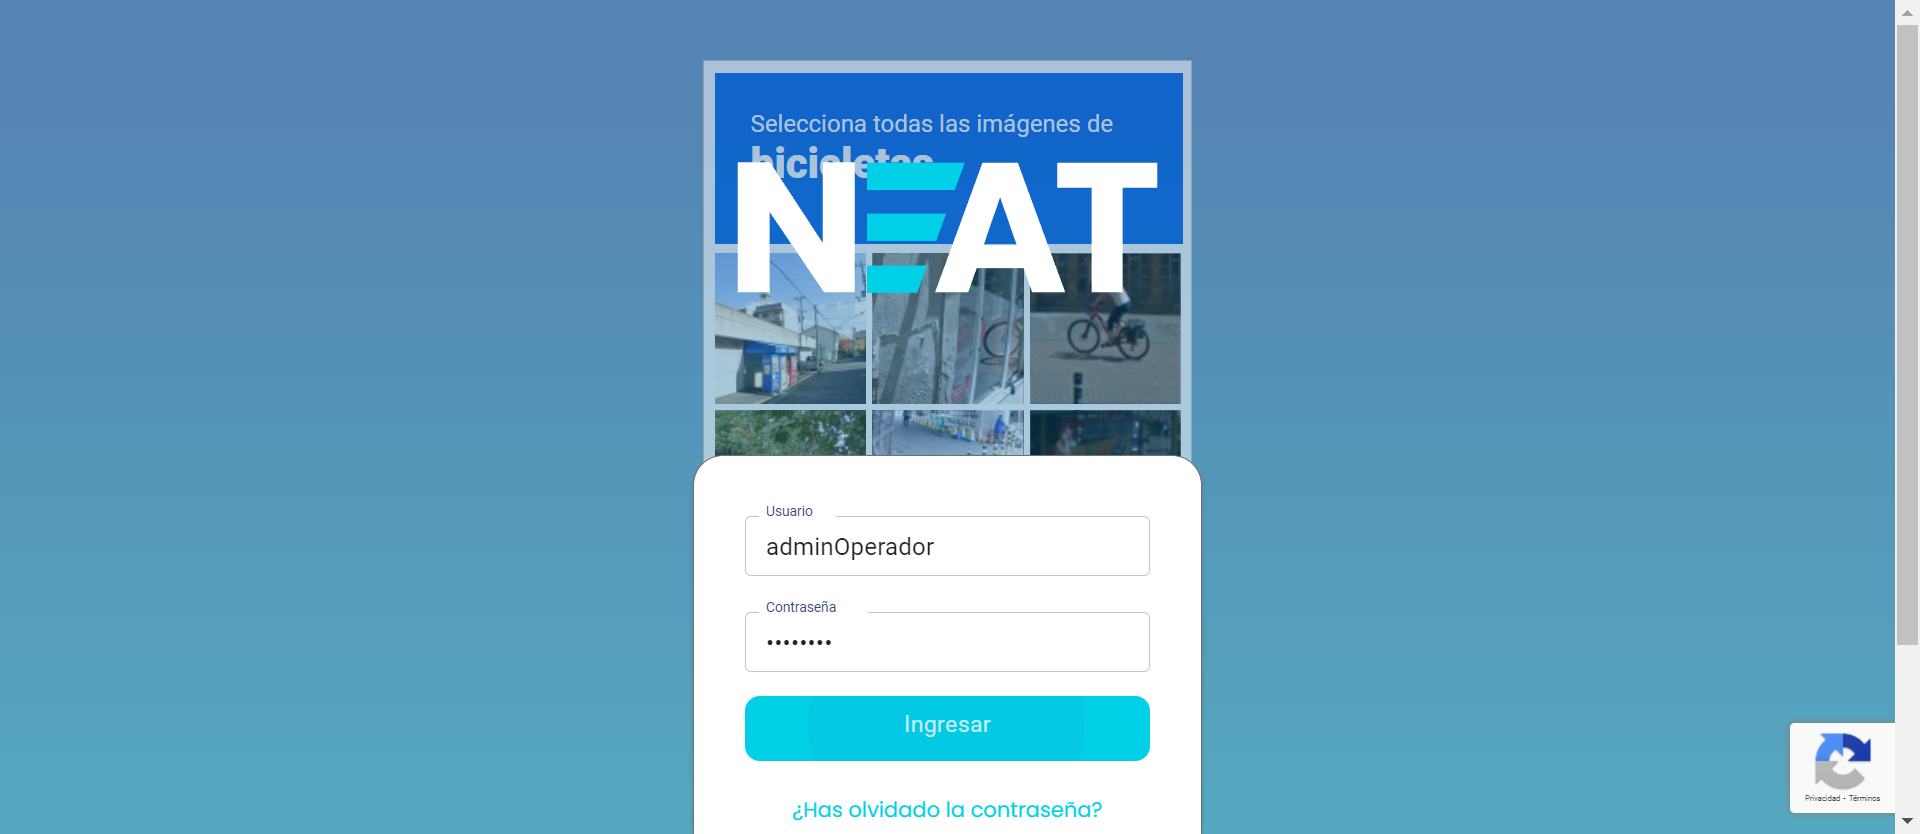 Selecciona todas las imágenes de
bicicletas
NEAT
Usuario
adminOperador
Contraseña
••••••••
Ingresar
¿Has olvidado la contraseña?
Privacidad - Términos